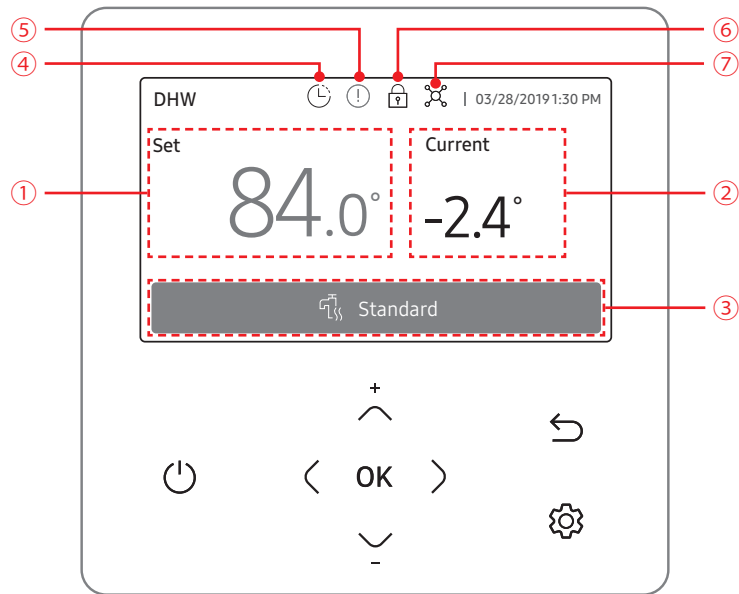 ⑤ ⑥
④ ⑦
DHW | 03/28/2019 1:30 PM
Set Current
① 84.0° -2.4° ②
Standard ③
+
OK
-